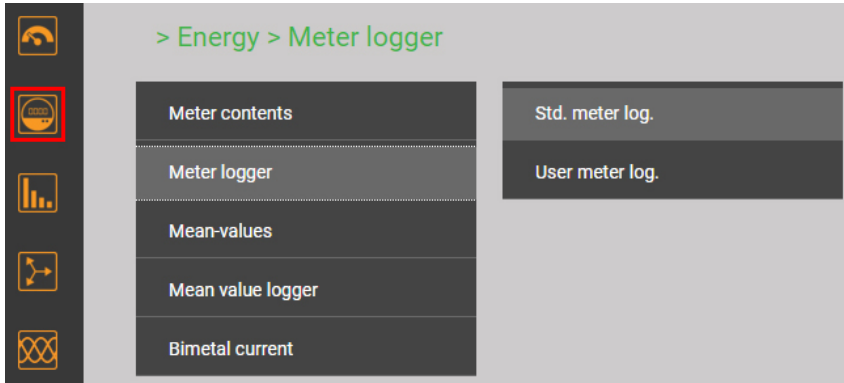 > Energy > Meter logger
Meter contents
Meter logger
Mean-values
Mean value logger
Bimetal current
Std. meter log.
User meter log.